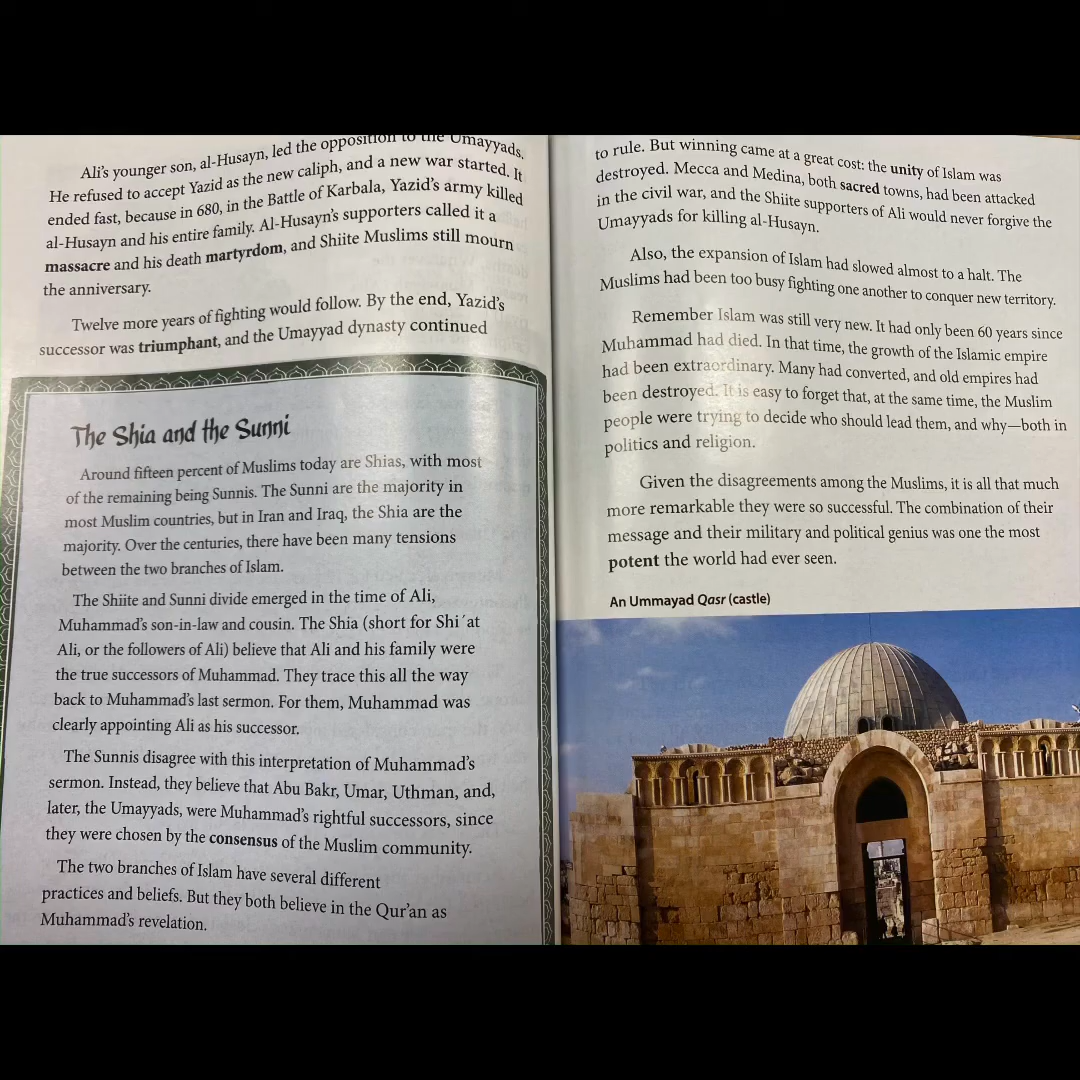 Ali's younger son, al-Husayn, led the opposition to the Umayyads.
He refused to accept Yazid as the new caliph, and a new war started. It
ended fast, because in 680, in the Battle of Karbala, Yazid's army killed
al-Husayn and his entire family. Al-Husayn's supporters called it a
massacre and his death martyrdom, and Shiite Muslims still mourn
the anniversary.
Twelve more years of fighting would follow. By the end, Yazid's
successor was triumphant, and the Umayyad dynasty continued
The Shia and the Sunni
Around fifteen percent of Muslims today are Shias, with most
of the remaining being Sunnis. The Sunni are the majority in
most Muslim countries, but in Iran and Iraq, the Shia are the
majority. Over the centuries, there have been many tensions
between the two branches of Islam.
The Shiite and Sunni divide emerged in the time of Ali,
Muhammad's son-in-law and cousin. The Shia (short for Shi´at
Ali, or the followers of Ali) believe that Ali and his family were
the true successors of Muhammad. They trace this all the way
back to Muhammad's last sermon. For them, Muhammad was
clearly appointing Ali as his successor.
The Sunnis disagree with this interpretation of Muhammad's
sermon. Instead, they believe that Abu Bakr, Umar, Uthman, and,
later, the Umayyads, were Muhammad's rightful successors, since
they were chosen by the consensus of the Muslim community.
The two branches of Islam have several different
practices and beliefs. But they both believe in the Qur'an as
Muhammad's revelation.
to rule. But winning came at a great cost: the unity of Islam was
destroyed. Mecca and Medina, both sacred towns, had been attacked
in the civil war, and the Shiite supporters of Ali would never forgive the
Umayyads for killing al-Husayn.
Also, the expansion of Islam had slowed almost to a halt. The
Muslims had been too busy fighting one another to conquer new territory.
Remember Islam was still very new. It had only been 60 years since
Muhammad had died. In that time, the growth of the Islamic empire
had been extraordinary. Many had converted, and old empires had
been destroyed. It is easy to forget that, at the same time, the Muslim
people were trying to decide who should lead them, and why—both in
politics and religion.
Given the disagreements among the Muslims, it is all that much
more remarkable they were so successful. The combination of their
message and their military and political genius was one the most
potent the world had ever seen.
An Ummayad Qasr (castle)